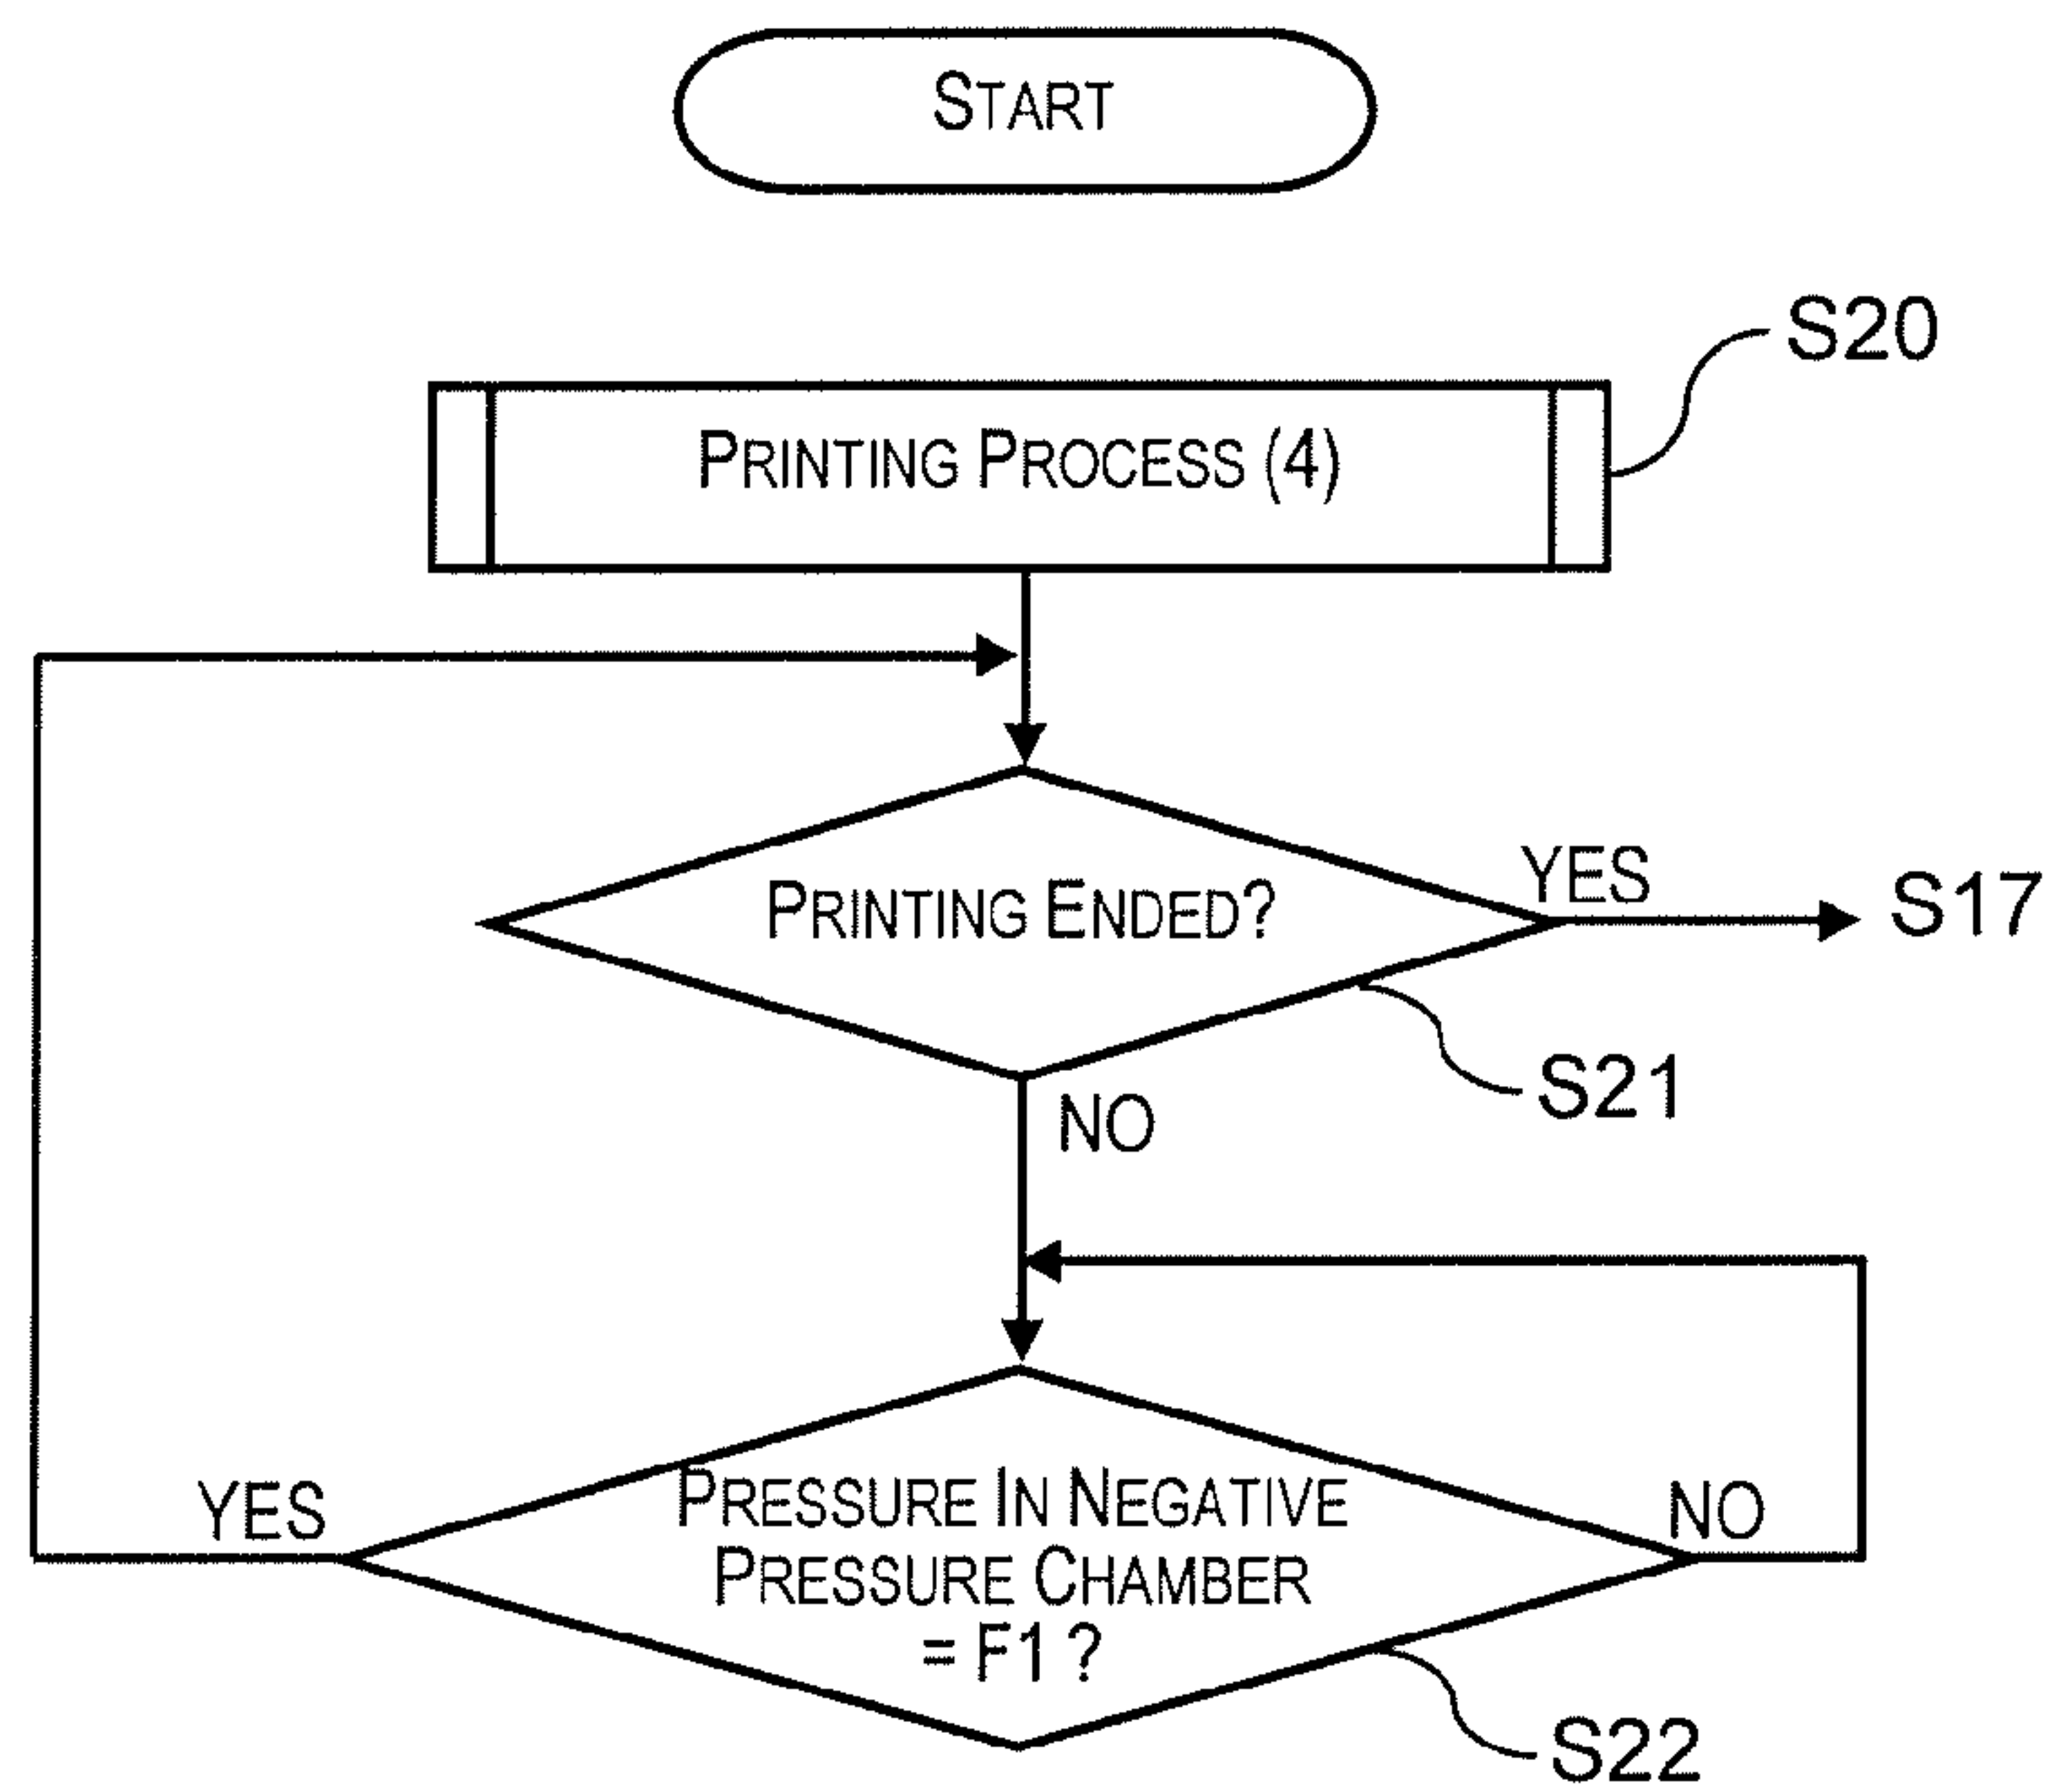 START
S20
PRINTING PROCESS (4)
YES
PRINTING ENDED?
S17
S21
NO
YES
PRESSURE IN NEGATIVE
PRESSURE CHAMBER
= F1 ?
NO
S22